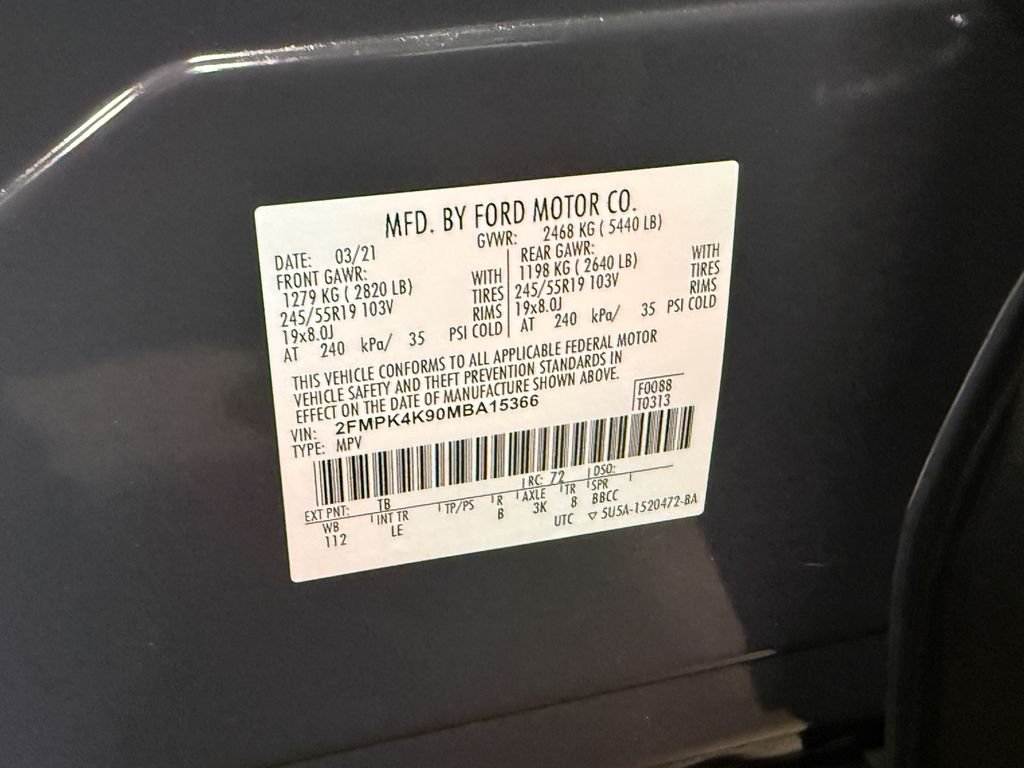 MFD. BY FORD MOTOR CO.
DATE: 03/21 GVWR: 2468 KG ( 5440 LB)
FRONT GAWR: REAR GAWR:
1279 KG ( 2820 LB) WITH 1198 KG ( 2640 LB) WITH
245/55R19 103V TIRES 245/55R19 103V TIRES
19x8.0J RIMS 19x8.0J RIMS
AT 240 kPa/ 35 PSI COLD AT 240 kPa/ 35 PSI COLD
THIS VEHICLE CONFORMS TO ALL APPLICABLE FEDERAL MOTOR
VEHICLE SAFETY AND THEFT PREVENTION STANDARDS IN
EFFECT ON THE DATE OF MANUFACTURE SHOWN ABOVE.
F0088
VIN: 2FMPK4K90MBA15366 T0313
TYPE: MPV
EXT PNT: TB RC: 72 DSO:
WB INT TR TP/PS R AXLE TR SPR
112 LE B 3K 8 BBCC
UTC ▽ 5U5A-1520472-BA